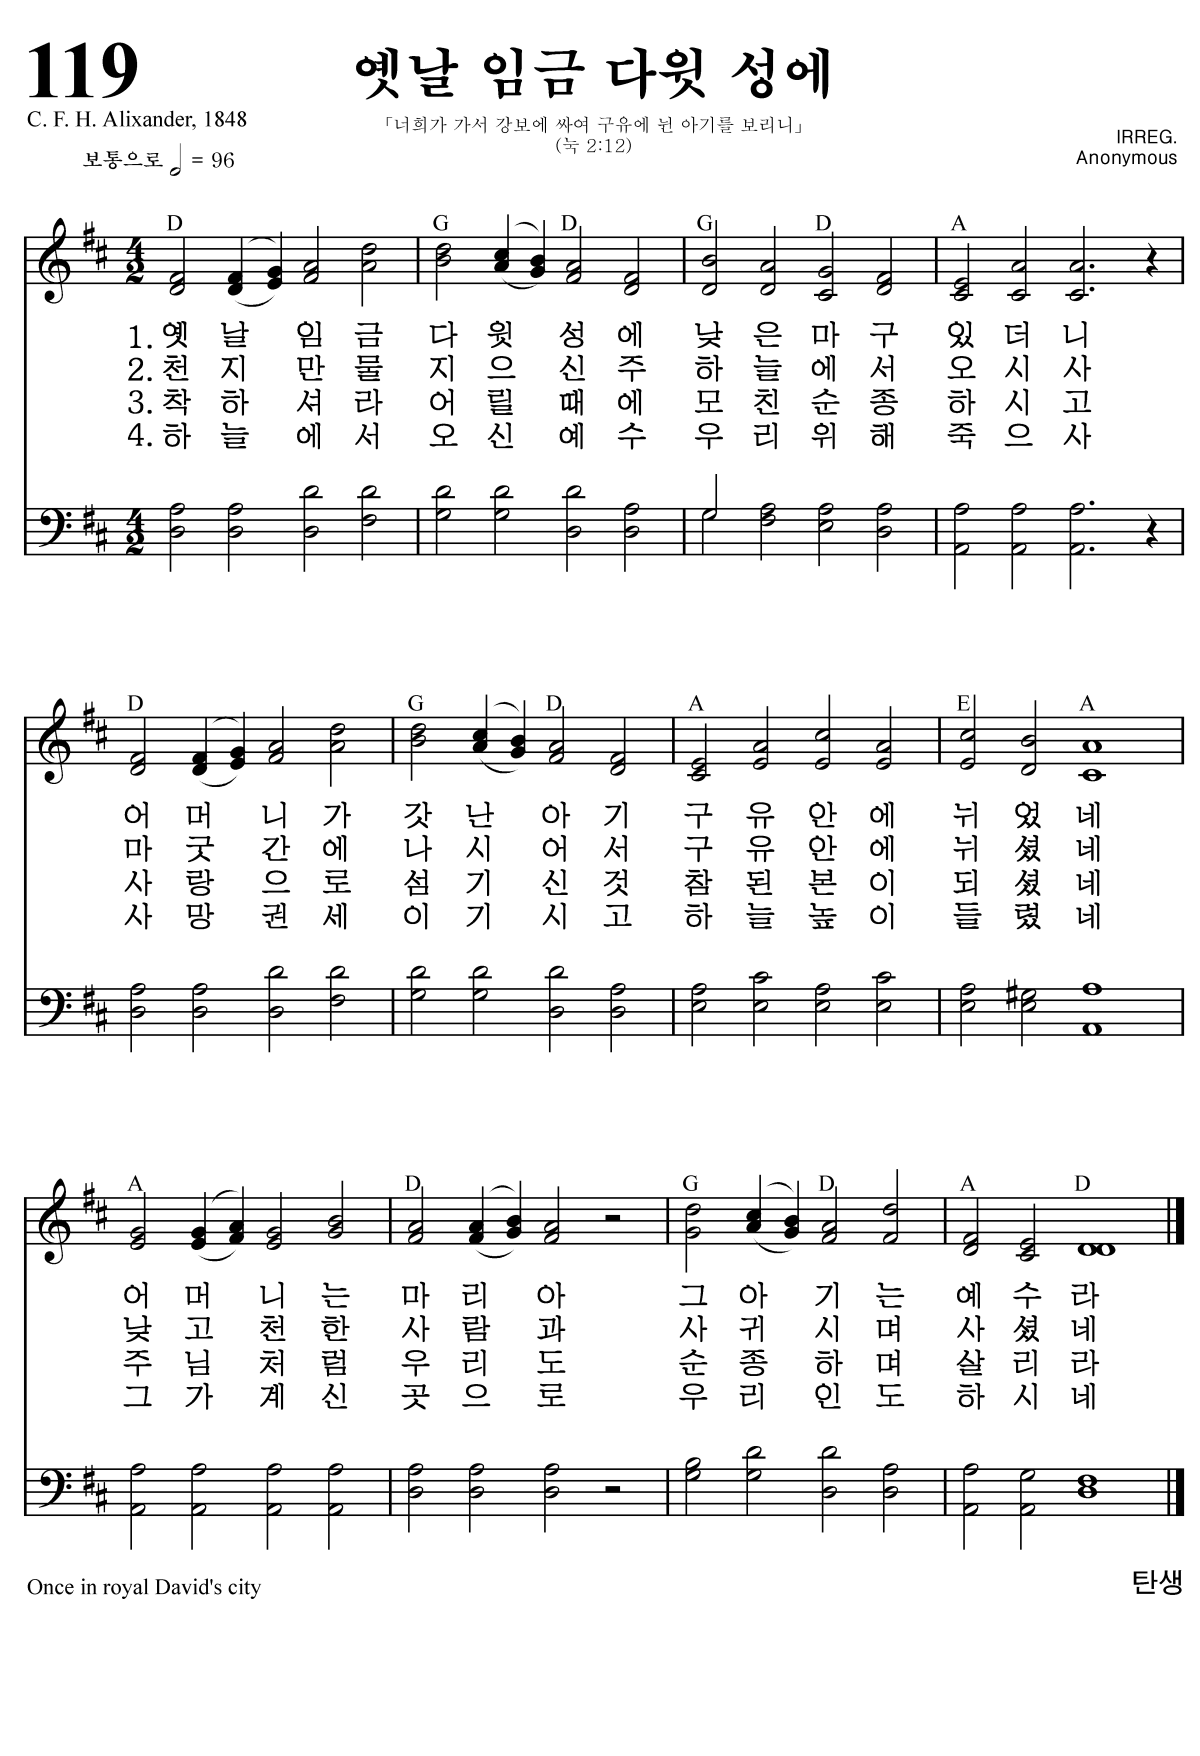 119
옛날 임금 다윗 성에
C. F. H. Alixander, 1848
「너희가 가서 강보에 싸여 구유에 뉜 아기를 보리니」
(눅 2:12)
IRREG.
Anonymous
보통으로 = 96
D G D G D A
4 2
1. 옛 날 임 금 다 윗 성 에 낮 은 마 구 있 더 니
2. 천 지 만 물 지 으 신 주 하 늘 에 서 오 시 사
3. 착 하 셔 라 어 릴 때 에 모 친 순 종 하 시 고
4. 하 늘 에 서 오 신 예 수 우 리 위 해 죽 으 사
4 2
D G D A E A
어 머 니 가 갓 난 아 기 구 유 안 에 뉘 었 네
마 굿 간 에 나 시 어 서 구 유 안 에 뉘 셨 네
사 랑 으 로 섬 기 신 것 참 된 본 이 되 셨 네
사 망 권 세 이 기 시 고 하 늘 높 이 들 렸 네
A D G D A D
어 머 니 는 마 리 아 그 아 기 는 예 수 라
낮 고 천 한 사 람 과 사 귀 시 며 사 셨 네
주 님 처 럼 우 리 도 순 종 하 며 살 리 라
그 가 계 신 곳 으 로 우 리 인 도 하 시 네
Once in royal David's city
탄생